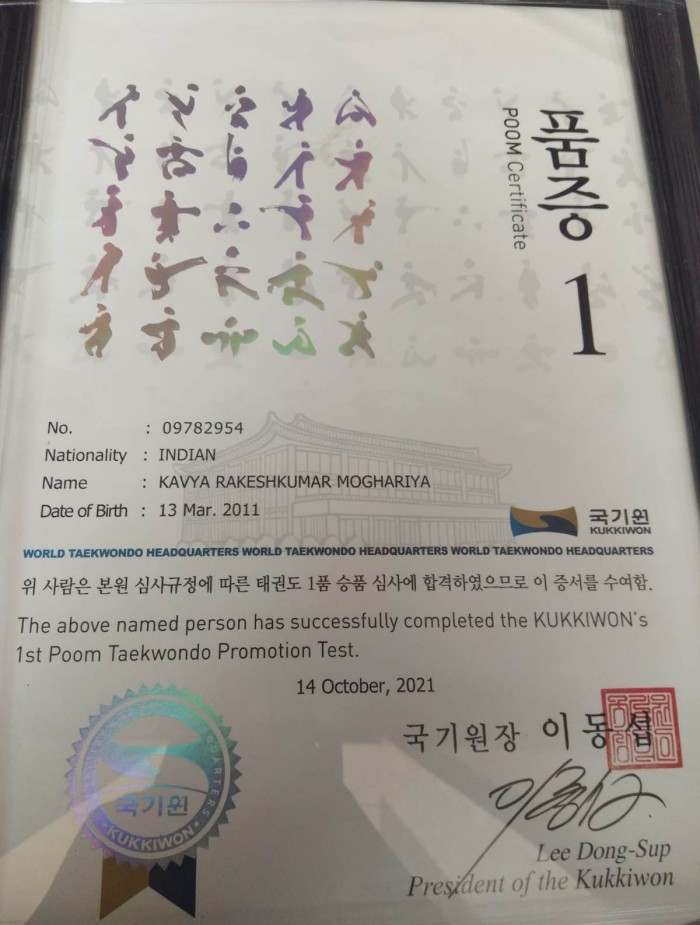 품증
POOM Certificate
1
No. : 09782954
Nationality : INDIAN
Name : KAVYA RAKESHKUMAR MOGHARIYA
Date of Birth : 13 Mar. 2011
국기원
KUKKIWON
WORLD TAEKWONDO HEADQUARTERS WORLD TAEKWONDO HEADQUARTERS WORLD TAEKWONDO HEADQUARTERS
위 사람은 본원 심사규정에 따른 태권도 1품 승품 심사에 합격하였으므로 이 증서를 수여함.
The above named person has successfully completed the KUKKIWON's
1st Poom Taekwondo Promotion Test.
14 October, 2021
국기원장 이동섭
국기원
KUKKIWON
Lee Dong-Sup
President of the Kukkiwon